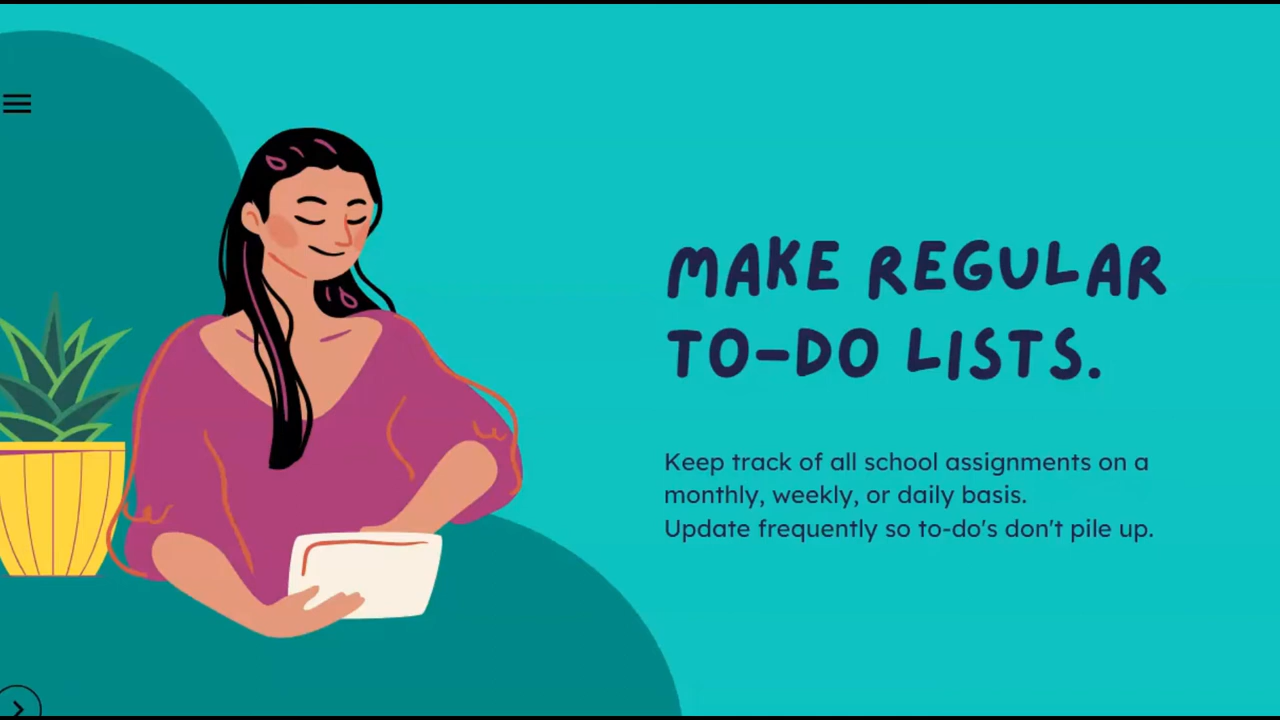 MAKE REGULAR
TO-DO LISTS.
Keep track of all school assignments on a
monthly, weekly, or daily basis.
Update frequently so to-do's don't pile up.